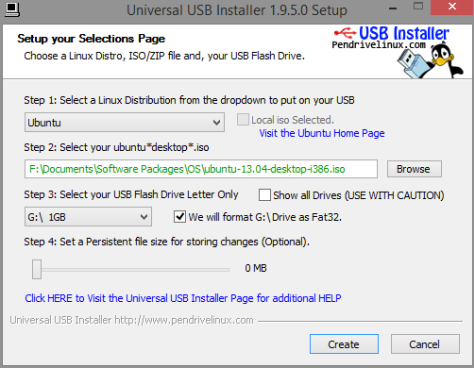 Universal USB Installer 1.9.5.0 Setup
Setup your Selections Page
Choose a Linux Distro, ISO/ZIP file and, your USB Flash Drive.
USB Installer
Pendrivelinux.com
Step 1: Select a Linux Distribution from the dropdown to put on your USB
Ubuntu
Local iso Selected.
Visit the Ubuntu Home Page
Step 2: Select your ubuntu*desktop*.iso
F:\Documents\Software Packages\OS\ubuntu-13.04-desktop-i386.iso
Browse
Step 3: Select your USB Flash Drive Letter Only
Show all Drives (USE WITH CAUTION)
G:\ 1GB
We will format G:\ Drive as Fat32.
Step 4: Set a Persistent file size for storing changes (Optional).
0 MB
Click HERE to Visit the Universal USB Installer Page for additional HELP
Universal USB Installer http://www.pendrivelinux.com
Create
Cancel